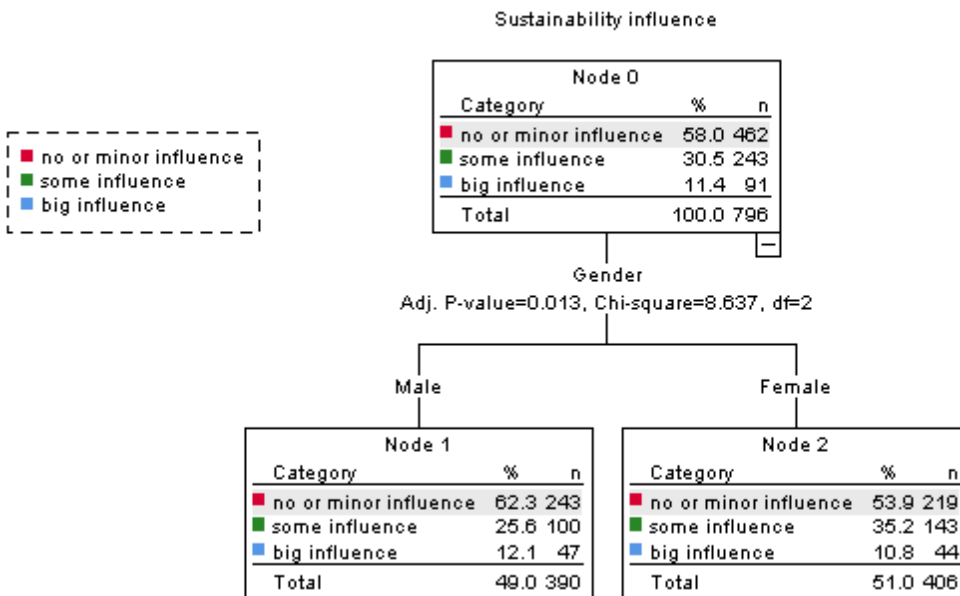 Sustainability influence
no or minor influence
some influence
big influence
Node 0
Category % n
no or minor influence 58.0 462
some influence 30.5 243
big influence 11.4 91
Total 100.0 796
Gender
Adj. P-value=0.013, Chi-square=8.637, df=2
Male
Female
Node 1
Category % n
no or minor influence 62.3 243
some influence 25.6 100
big influence 12.1 47
Total 49.0 390
Node 2
Category % n
no or minor influence 53.9 219
some influence 35.2 143
big influence 10.8 44
Total 51.0 406